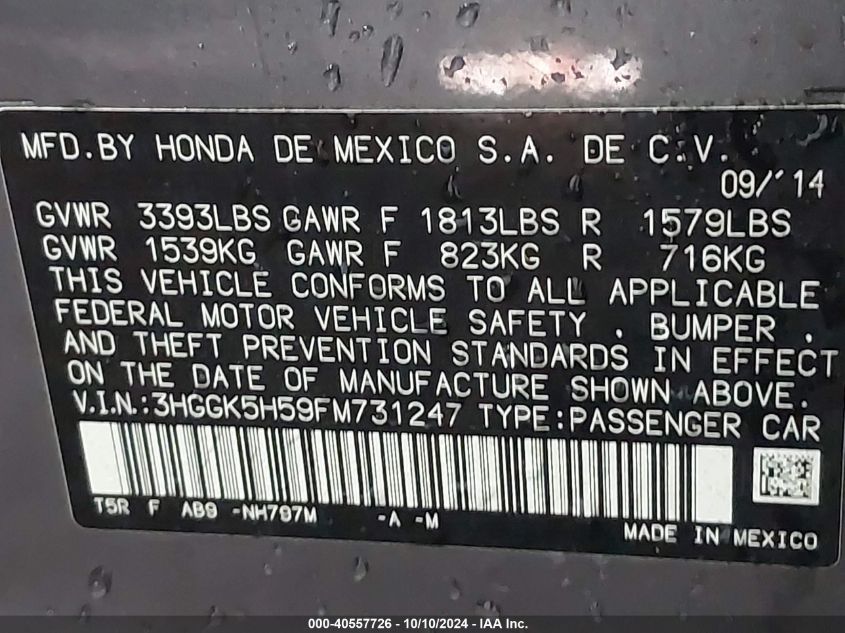 MFD.BY HONDA DE MEXICO S.A. DE C.V.
09/'14
GVWR 3393LBS GAWR F 1813LBS R 1579LBS
GVWR 1539KG GAWR F 823KG R 716KG
THIS VEHICLE CONFORMS TO ALL APPLICABLE
FEDERAL MOTOR VEHICLE SAFETY , BUMPER ,
AND THEFT PREVENTION STANDARDS IN EFFECT
ON THE DATE OF MANUFACTURE SHOWN ABOVE.
V.I.N.:3HGGK5H59FM731247 TYPE:PASSENGER CAR
T5R F AB9 -NH797M -A -M
MADE IN MEXICO
000-40557726 - 10/10/2024 - IAA Inc.